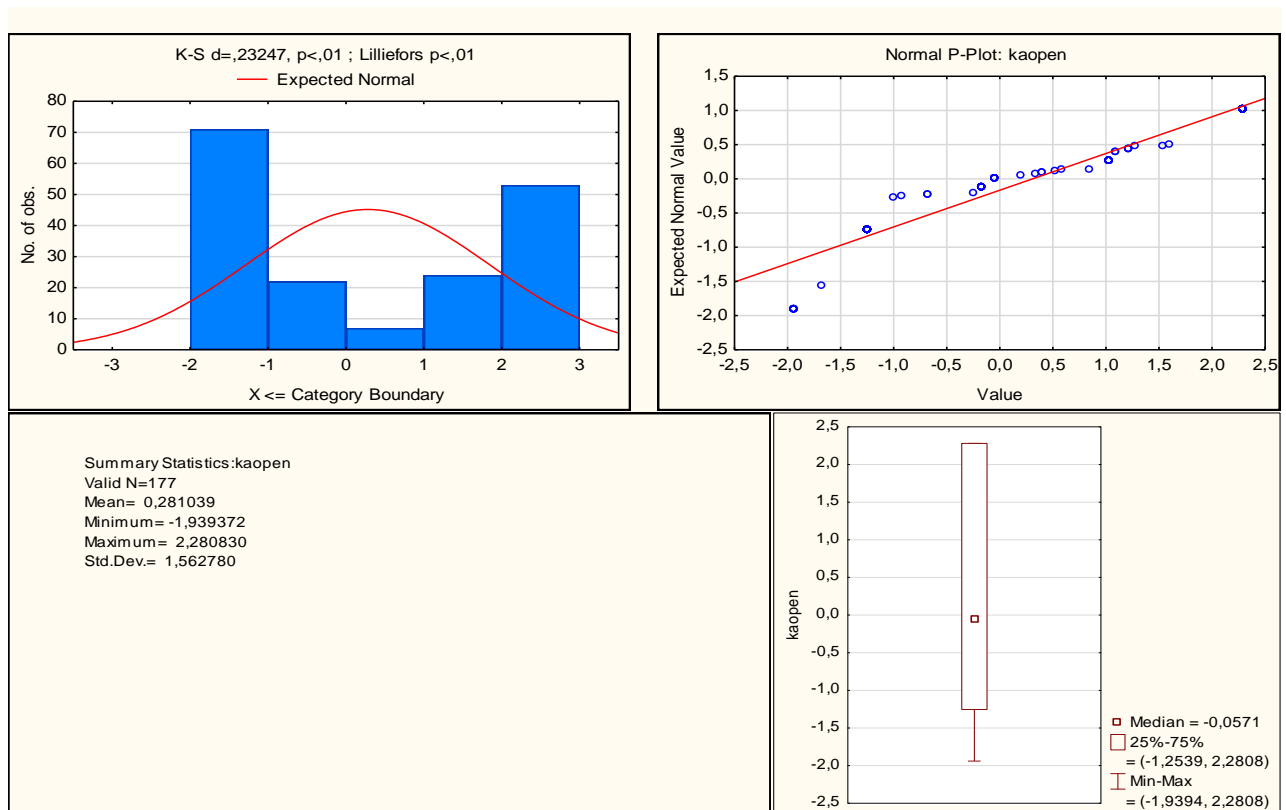 K-S d=,23247, p<,01 ; Lilliefors p<,01
Expected Normal
80
70
60
50
40
30
20
10
0
No. of obs.
-3 -2 -1 0 1 2 3
X <= Category Boundary
Normal P-Plot: kaopen
1,5
1,0
0,5
0,0
-0,5
-1,0
-1,5
-2,0
-2,5
Expected Normal Value
-2,5 -2,0 -1,5 -1,0 -0,5 0,0 0,5 1,0 1,5 2,0 2,5
Value
Summary Statistics:kaopen
Valid N=177
Mean= 0,281039
Minimum= -1,939372
Maximum= 2,280830
Std.Dev.= 1,562780
2,5
2,0
1,5
1,0
0,5
0,0
-0,5
-1,0
-1,5
-2,0
-2,5
kaopen
Median = -0,0571
25%-75%
= (-1,2539, 2,2808)
Min-Max
= (-1,9394, 2,2808)